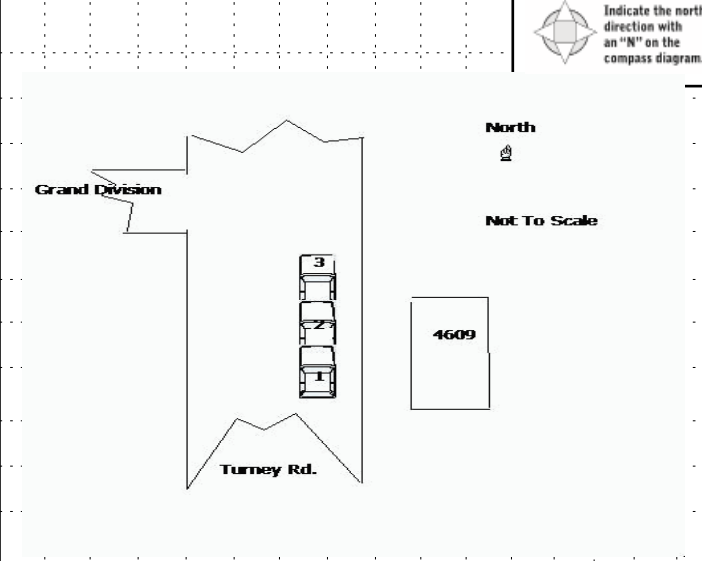 Indicate the north
direction with
an "N" on the
compass diagram.
North
Grand Division
Not To Scale
3
2
4609
1
Turney Rd.